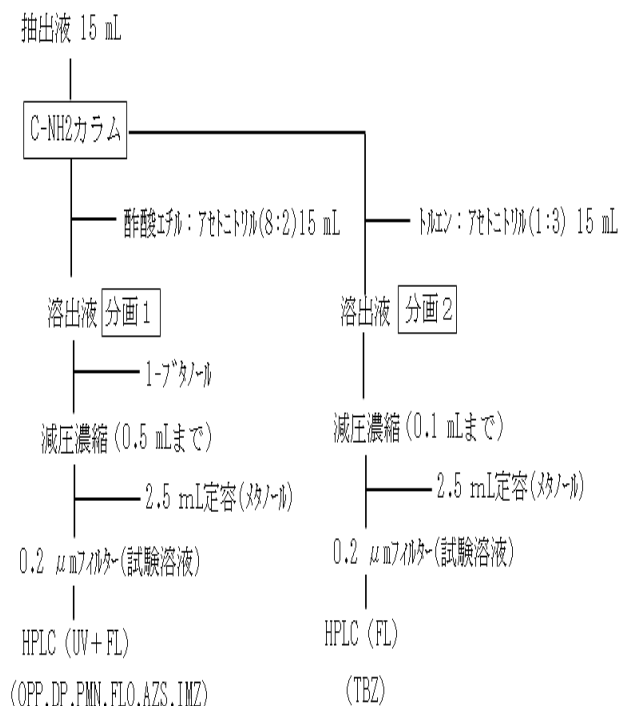 抽出液 15 mL
C-NH2カラム
酢酸エチル：アセトニトリル(8:2)15 mL
トルエン：アセトニトリル(1:3) 15 mL
溶出液 分画1
溶出液 分画2
1-ブタノール
減圧濃縮(0.5 mLまで)
減圧濃縮(0.1 mLまで)
2.5 mL定容(メタノール)
2.5 mL定容(メタノール)
0.2 μmフィルター(試験溶液)
0.2 μmフィルター(試験溶液)
HPLC (UV＋FL)
HPLC (FL)
(OPP,DP,PMN,FLO,AZS,IMZ)
(TBZ)